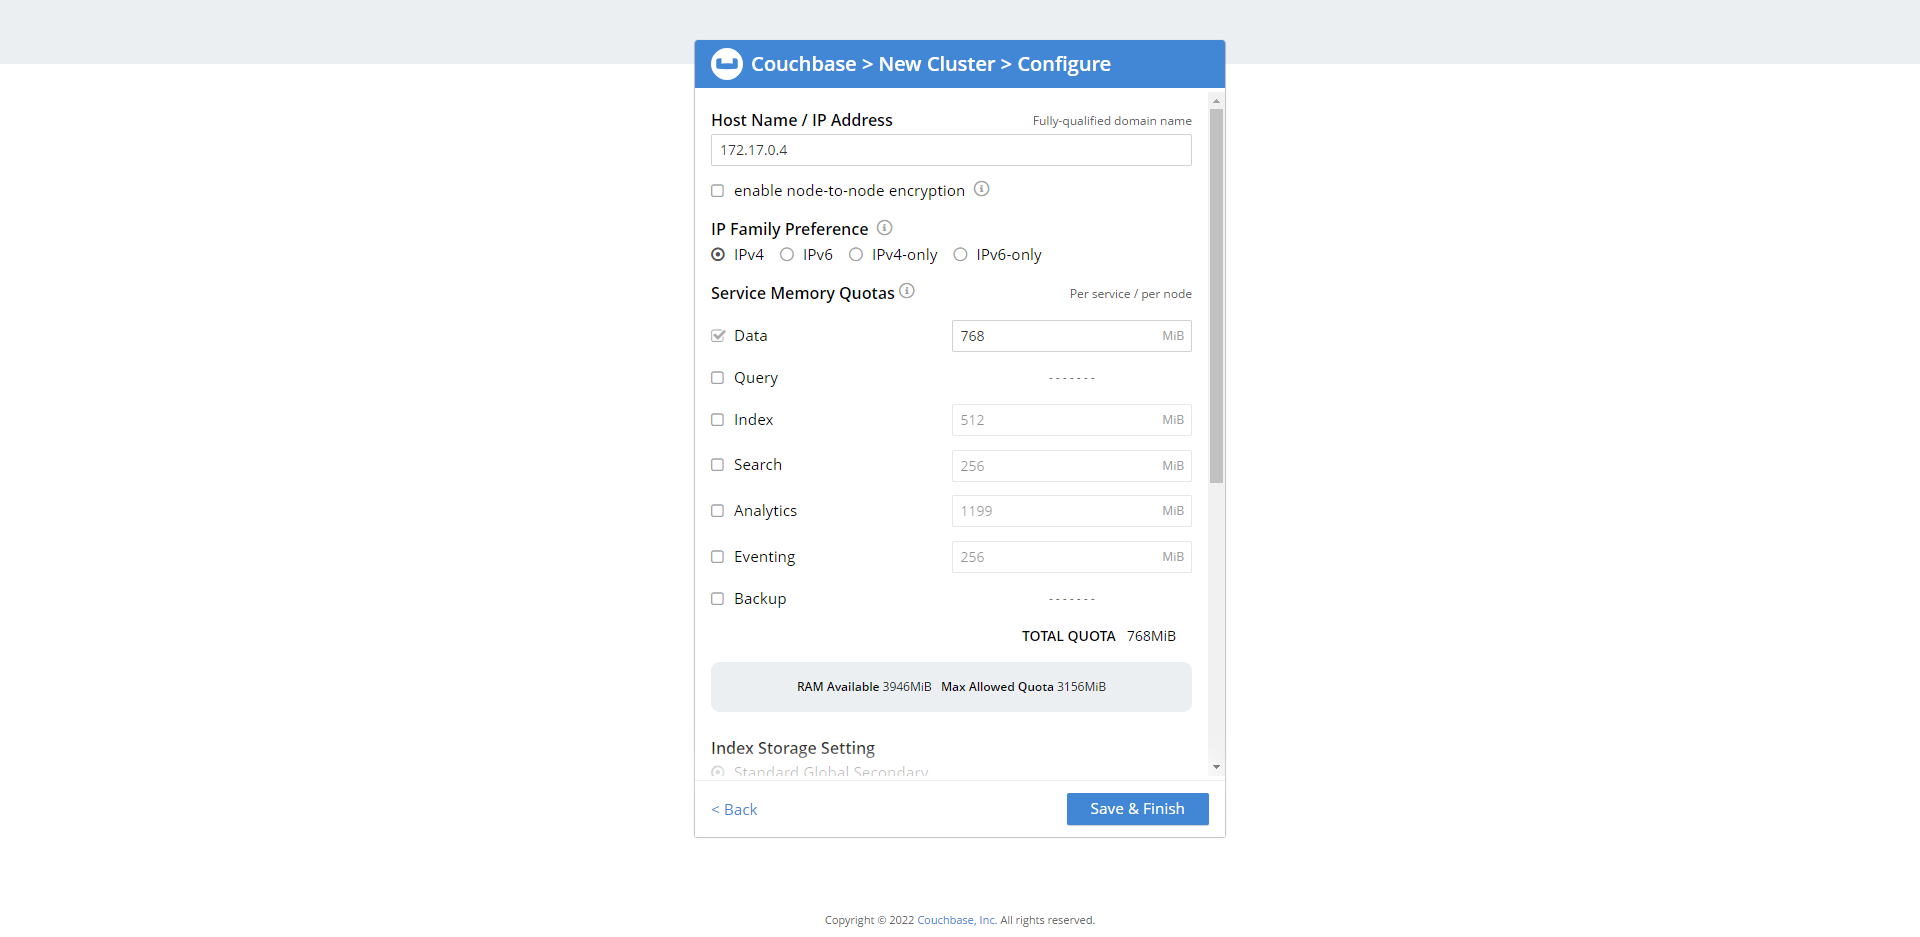 Couchbase > New Cluster > Configure
Host Name / IP Address Fully-qualified domain name
172.17.0.4
enable node-to-node encryption
IP Family Preference
IPv4 IPv6 IPv4-only IPv6-only
Service Memory Quotas Per service / per node
Data 768 MiB
Query -------
Index 512 MiB
Search 256 MiB
Analytics 1199 MiB
Eventing 256 MiB
Backup -------
TOTAL QUOTA 768MiB
RAM Available 3946MiB Max Allowed Quota 3156MiB
Index Storage Setting
Standard Global Secondary
< Back Save & Finish
Copyright © 2022 Couchbase, Inc. All rights reserved.